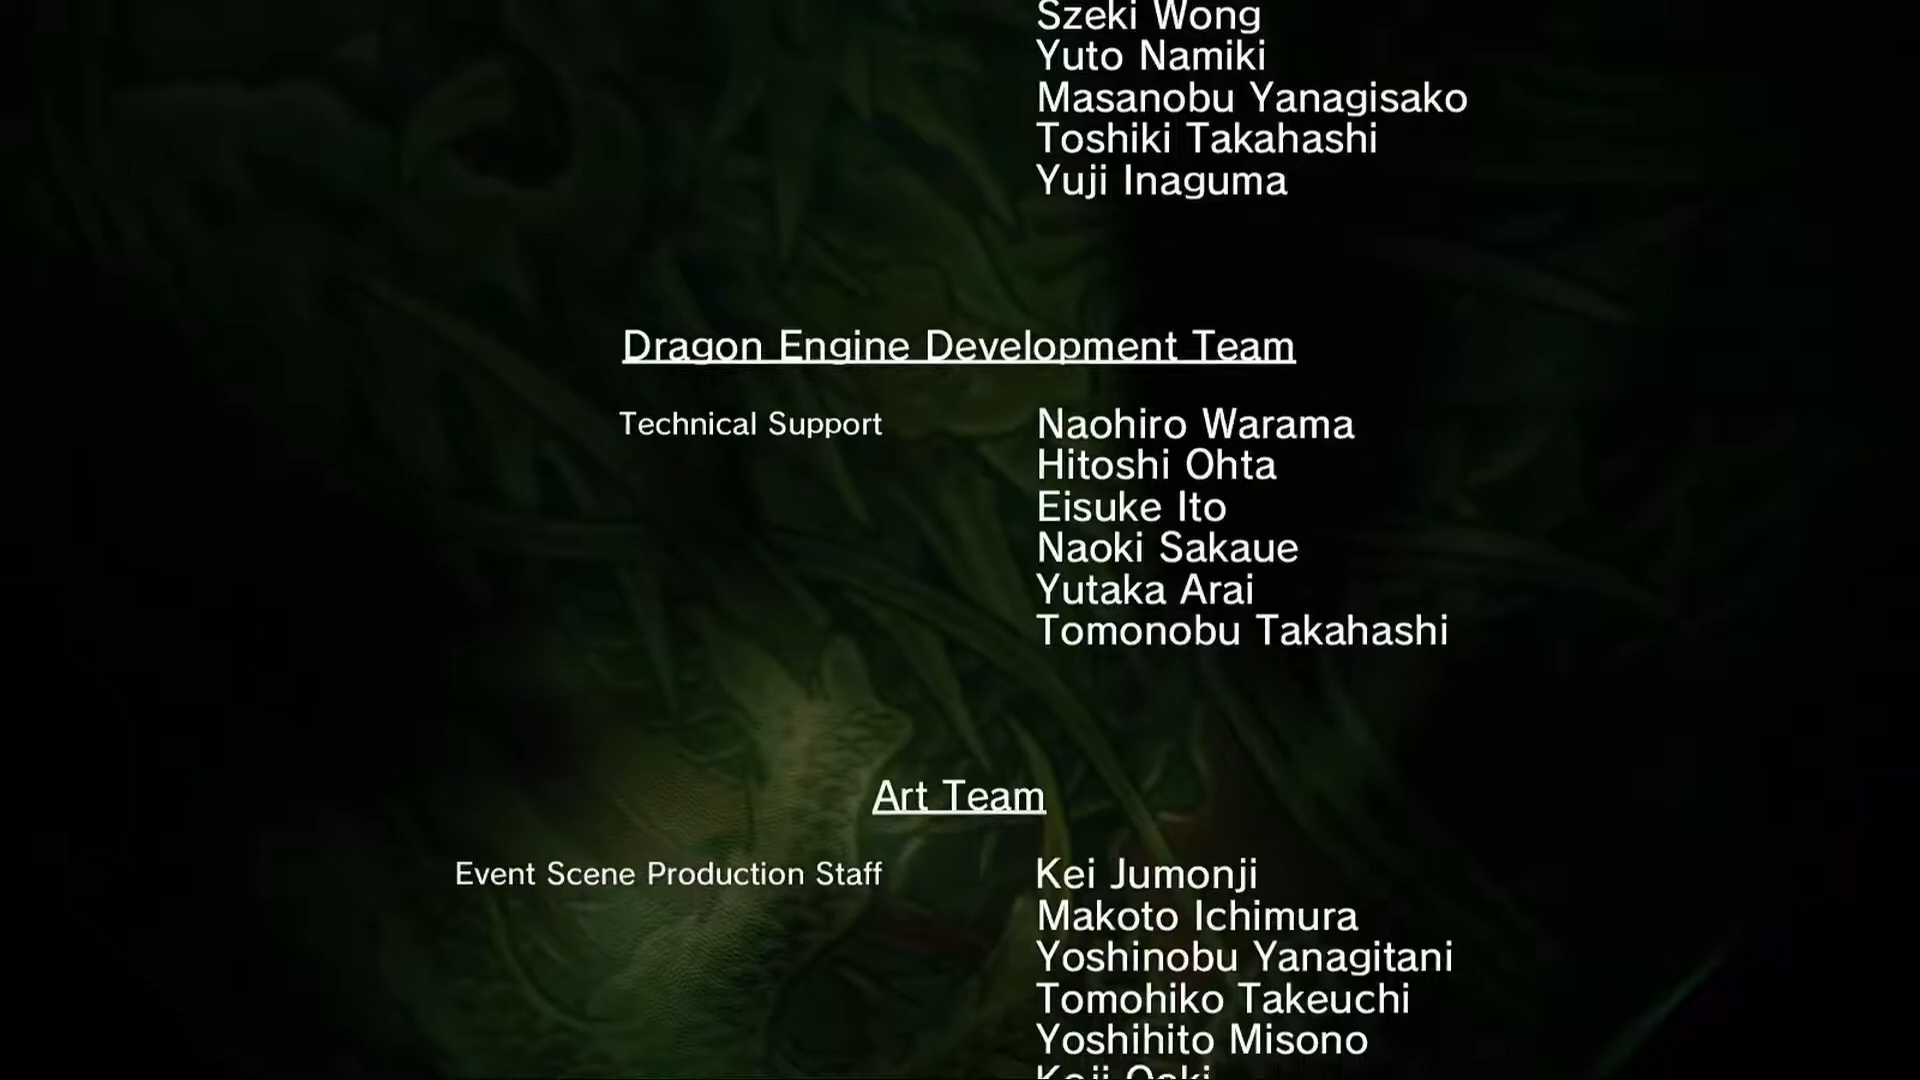 Szeki Wong
Yuto Namiki
Masanobu Yanagisako
Toshiki Takahashi
Yuji Inaguma
Dragon Engine Development Team
Technical Support
Naohiro Warama
Hitoshi Ohta
Eisuke Ito
Naoki Sakaue
Yutaka Arai
Tomonobu Takahashi
Art Team
Event Scene Production Staff
Kei Jumonji
Makoto Ichimura
Yoshinobu Yanagitani
Tomohiko Takeuchi
Yoshihito Misono